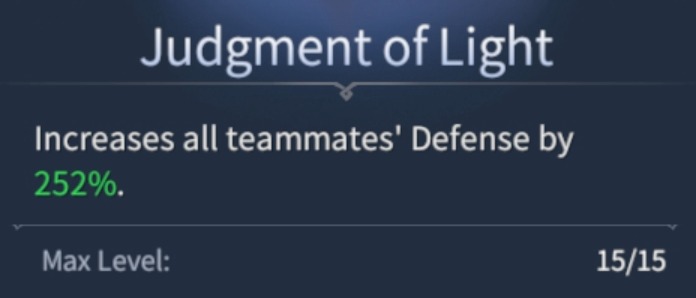 Judgment of Light
Increases all teammates' Defense by
252%.
Max Level: 15/15